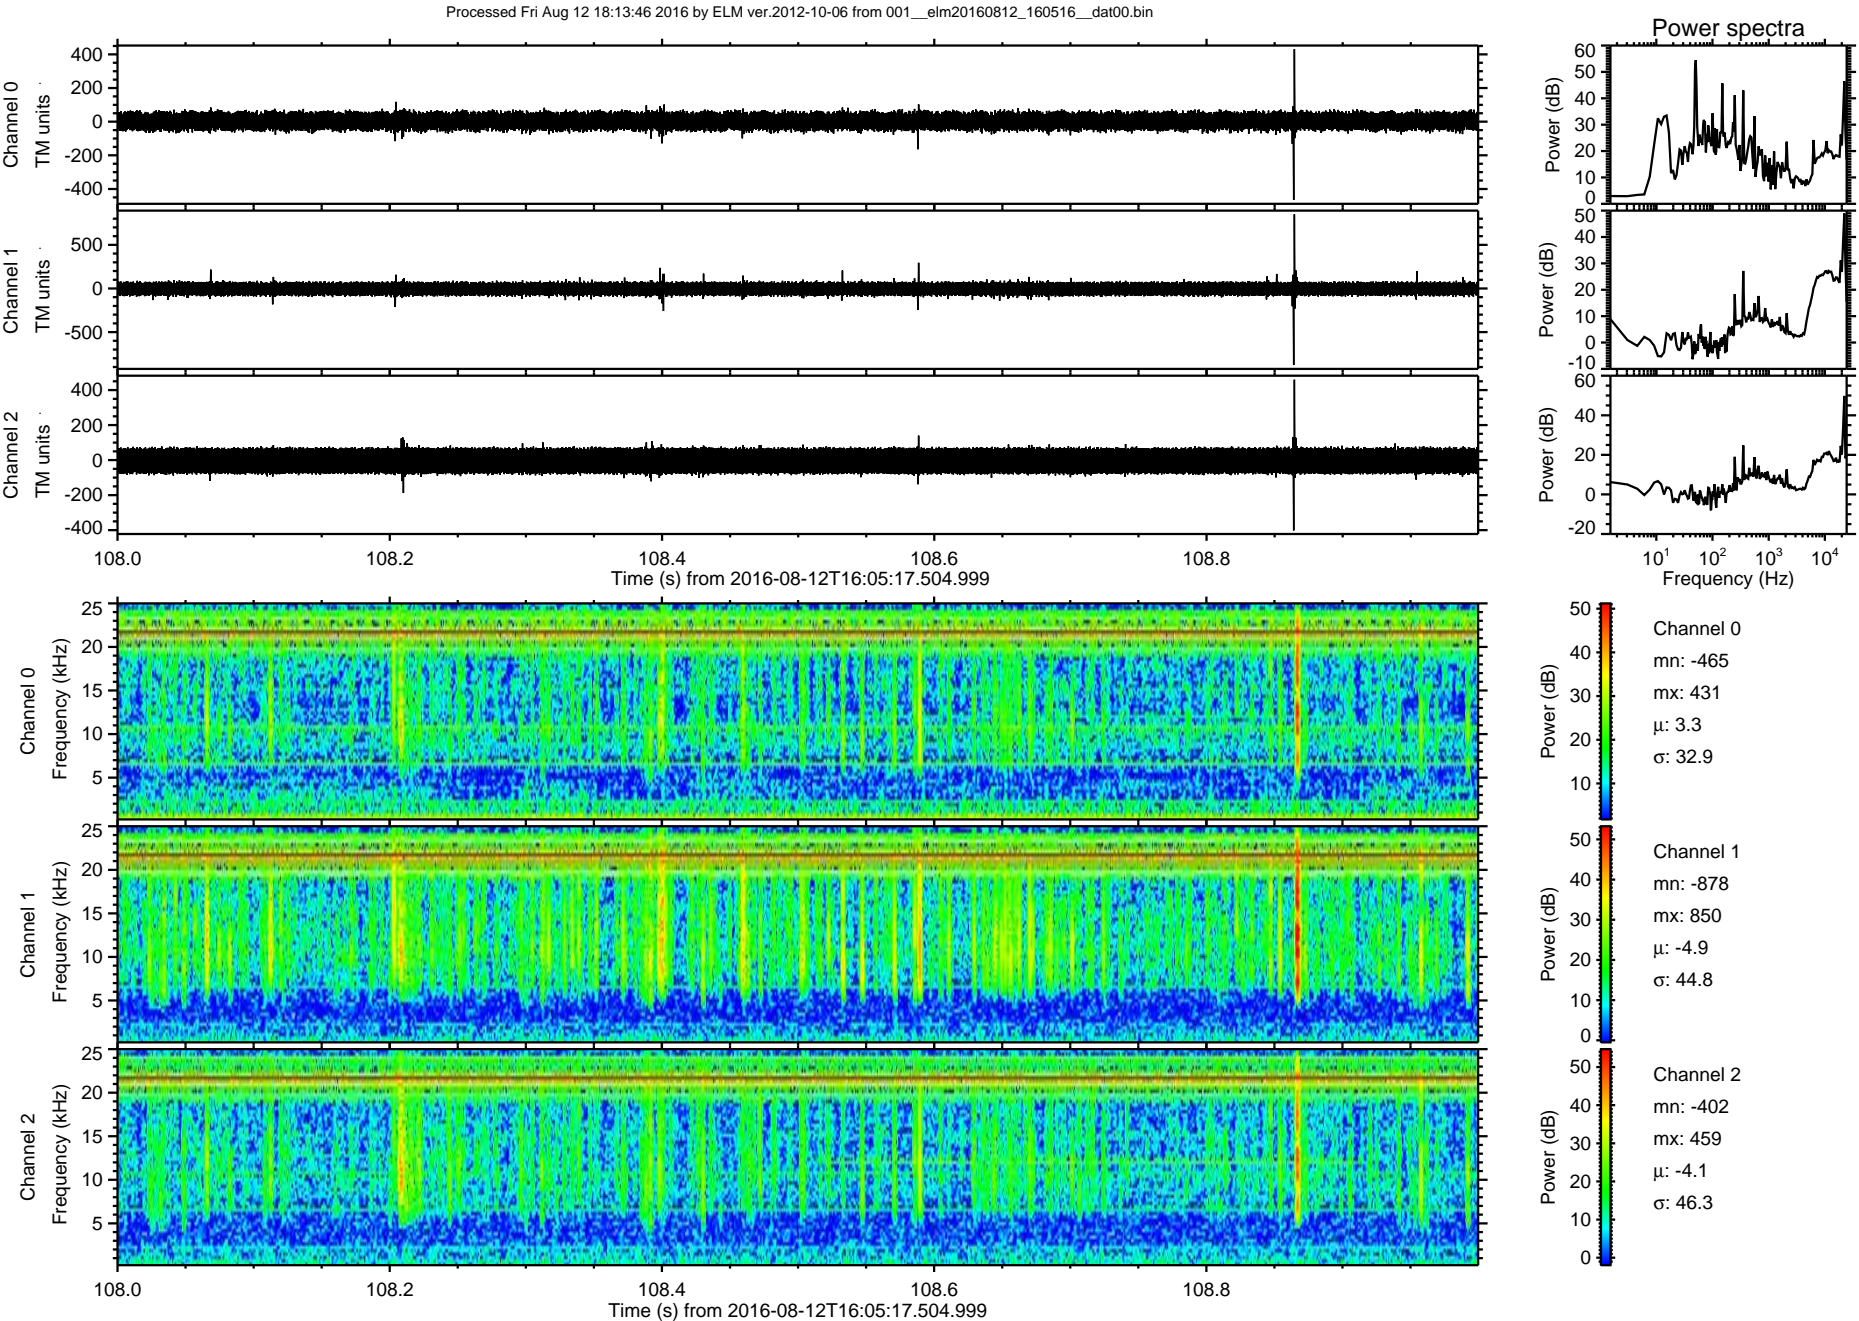 Processed Fri Aug 12 18:13:46 2016 by ELM ver.2012-10-06 from 001__elm20160812_160516__dat00.bin
Power spectra
Channel 0
TM units
400
200
0
-200
-400
Power (dB)
60
50
40
30
20
10
0
Channel 1
TM units
500
0
-500
Power (dB)
50
40
30
20
10
0
-10
Channel 2
TM units
400
200
0
-200
-400
Power (dB)
60
40
20
0
-20
108.0 108.2 108.4 108.6 108.8
Time (s) from 2016-08-12T16:05:17.504.999
10¹ 10² 10³ 10⁴
Frequency (Hz)
Channel 0
Frequency (kHz)
25
20
15
10
5
Power (dB)
50
40
30
20
10
Channel 0
mn: -465
mx: 431
μ: 3.3
σ: 32.9
Channel 1
Frequency (kHz)
25
20
15
10
5
Power (dB)
50
40
30
20
10
0
Channel 1
mn: -878
mx: 850
μ: -4.9
σ: 44.8
Channel 2
Frequency (kHz)
25
20
15
10
5
Power (dB)
50
40
30
20
10
0
Channel 2
mn: -402
mx: 459
μ: -4.1
σ: 46.3
108.0 108.2 108.4 108.6 108.8
Time (s) from 2016-08-12T16:05:17.504.999